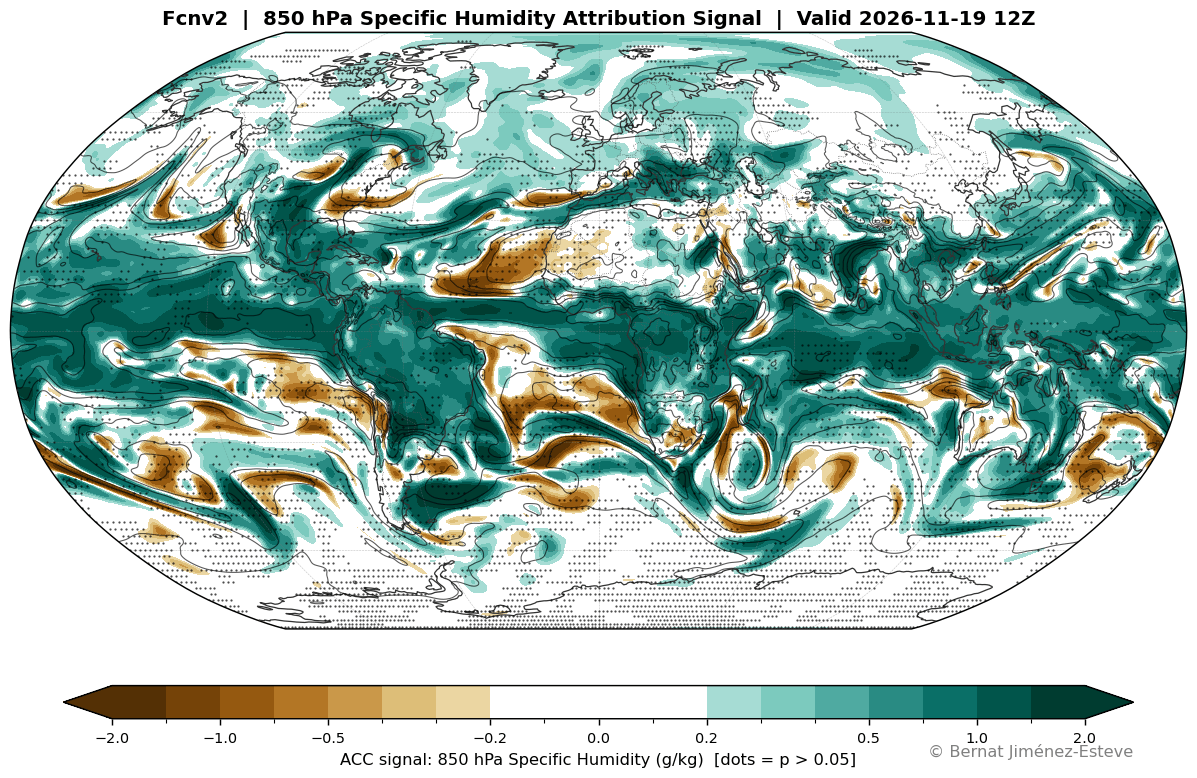 Fcnv2 | 850 hPa Specific Humidity Attribution Signal | Valid 2026-11-19 12Z
−2.0 −1.0 −0.5 −0.2 0.0 0.2 0.5 1.0 2.0
ACC signal: 850 hPa Specific Humidity (g/kg) [dots = p > 0.05]
© Bernat Jiménez-Esteve